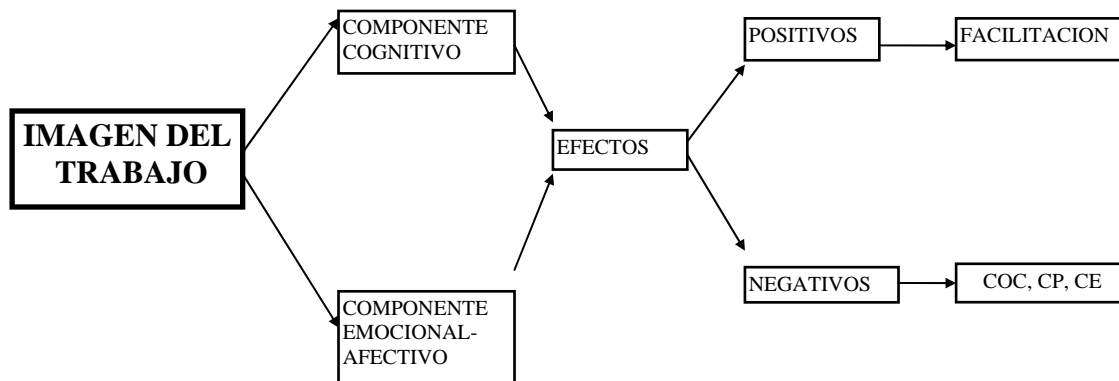 COMPONENTE
COGNITIVO
POSITIVOS
FACILITACION
IMAGEN DEL
TRABAJO
EFECTOS
NEGATIVOS
COC, CP, CE
COMPONENTE
EMOCIONAL-
AFECTIVO